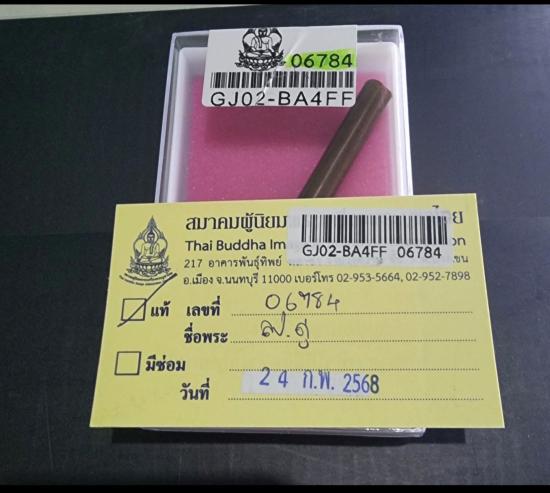 06784
GJ02-BA4FF
สมาคมผู้นิยม
Thai Buddha Im
GJ02-BA4FF 06784
217 อาคารพันธุ์ทิพย์
อ.เมือง จ.นนทบุรี 11000 เบอร์โทร 02-953-5664, 02-952-7898
แท้ เลขที่ 06784
ชื่อพระ
มีซ่อม
วันที่ 24 ก.พ. 2568